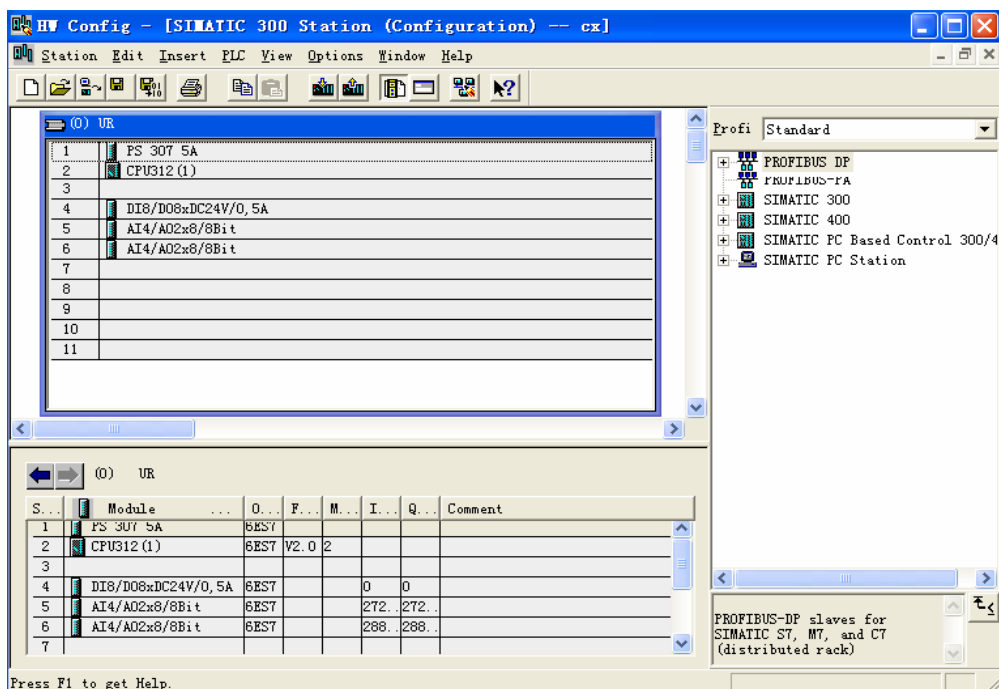 HW Config - [SIMATIC 300 Station (Configuration) -- cx]
Station Edit Insert PLC View Options Window Help
(0) UR
1 PS 307 5A
2 CPU312(1)
3
4 DI8/DO8xDC24V/0,5A
5 AI4/AO2x8/8Bit
6 AI4/AO2x8/8Bit
7
8
9
10
11
Profi Standard
PROFIBUS DP
PROFIBUS-PA
SIMATIC 300
SIMATIC 400
SIMATIC PC Based Control 300/4
SIMATIC PC Station
(0) UR
S... Module ... O... F... M... I... Q... Comment
1 PS 307 5A 6ES7
2 CPU312(1) 6ES7 V2.0 2
3
4 DI8/DO8xDC24V/0,5A 6ES7 0 0
5 AI4/AO2x8/8Bit 6ES7 272.. 272..
6 AI4/AO2x8/8Bit 6ES7 288.. 288..
7
PROFIBUS-DP slaves for
SIMATIC S7, M7, and C7
(distributed rack)
Press F1 to get Help.